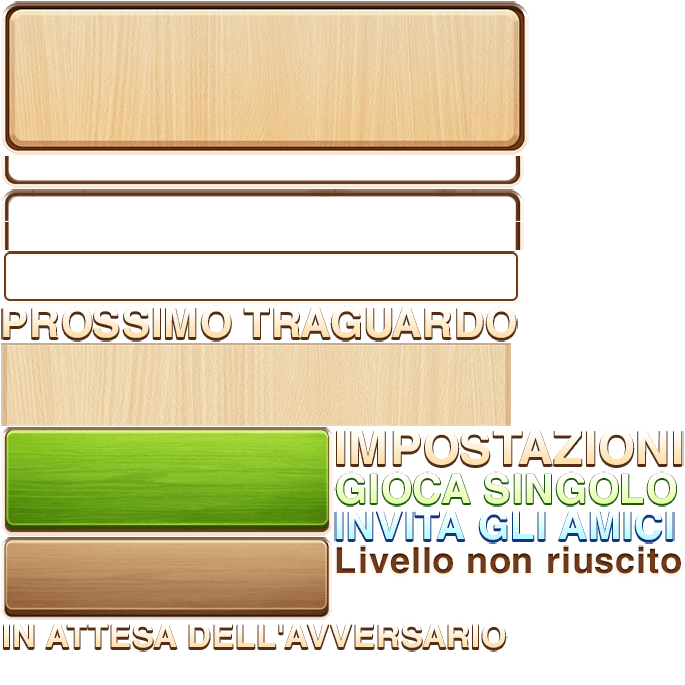 PROSSIMO TRAGUARDO
IMPOSTAZIONI
GIOCA SINGOLO
INVITA GLI AMICI
Livello non riuscito
IN ATTESA DELL'AVVERSARIO